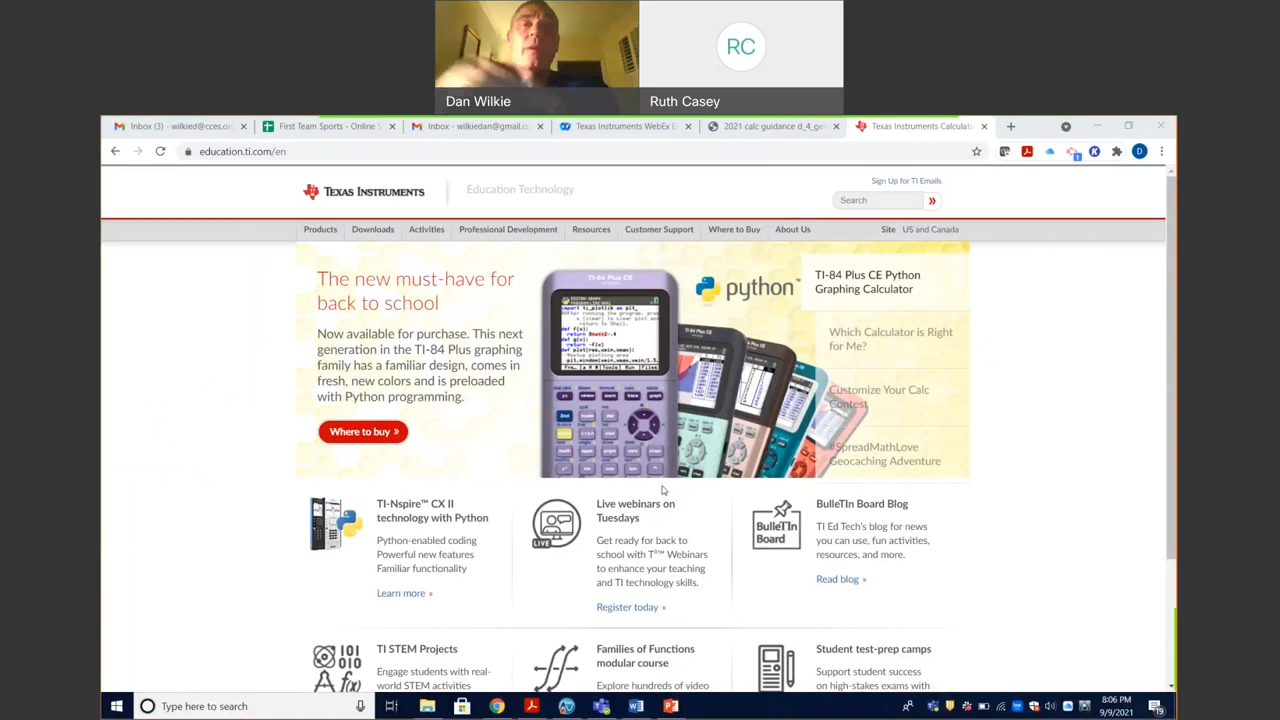 RC
Dan Wilkie
Ruth Casey
Inbox (3) - wilkied@cces.org
First Team Sports - Online S
Inbox - wilkiedan@gmail.co
Texas Instruments WebEx E
2021 calc guidance d_4_ge
Texas Instruments Calculato
education.ti.com/en
D
Sign Up for TI Emails
TEXAS INSTRUMENTS
Education Technology
Search
Products
Downloads
Activities
Professional Development
Resources
Customer Support
Where to Buy
About Us
Site
US and Canada
The new must-have for
back to school
Now available for purchase. This next
generation in the TI-84 Plus graphing
family has a familiar design, comes in
fresh, new colors and is preloaded
with Python programming.
Where to buy »
TI-84 Plus CE
python
TI-84 Plus CE Python
Graphing Calculator
Which Calculator is Right
for Me?
Customize Your Calc
Contest
#SpreadMathLove
Geocaching Adventure
TI-Nspire™ CX II
technology with Python
Python-enabled coding
Powerful new features
Familiar functionality
Learn more »
LIVE
Live webinars on
Tuesdays
Get ready for back to
school with T³™ Webinars
to enhance your teaching
and TI technology skills.
Register today »
BulleTIn
Board
BulleTIn Board Blog
TI Ed Tech's blog for news
you can use, fun activities,
resources, and more.
Read blog »
TI STEM Projects
Engage students with real-
world STEM activities
Families of Functions
modular course
Explore hundreds of video
Student test-prep camps
Support student success
on high-stakes exams with
Type here to search
8:06 PM
9/9/2021
19